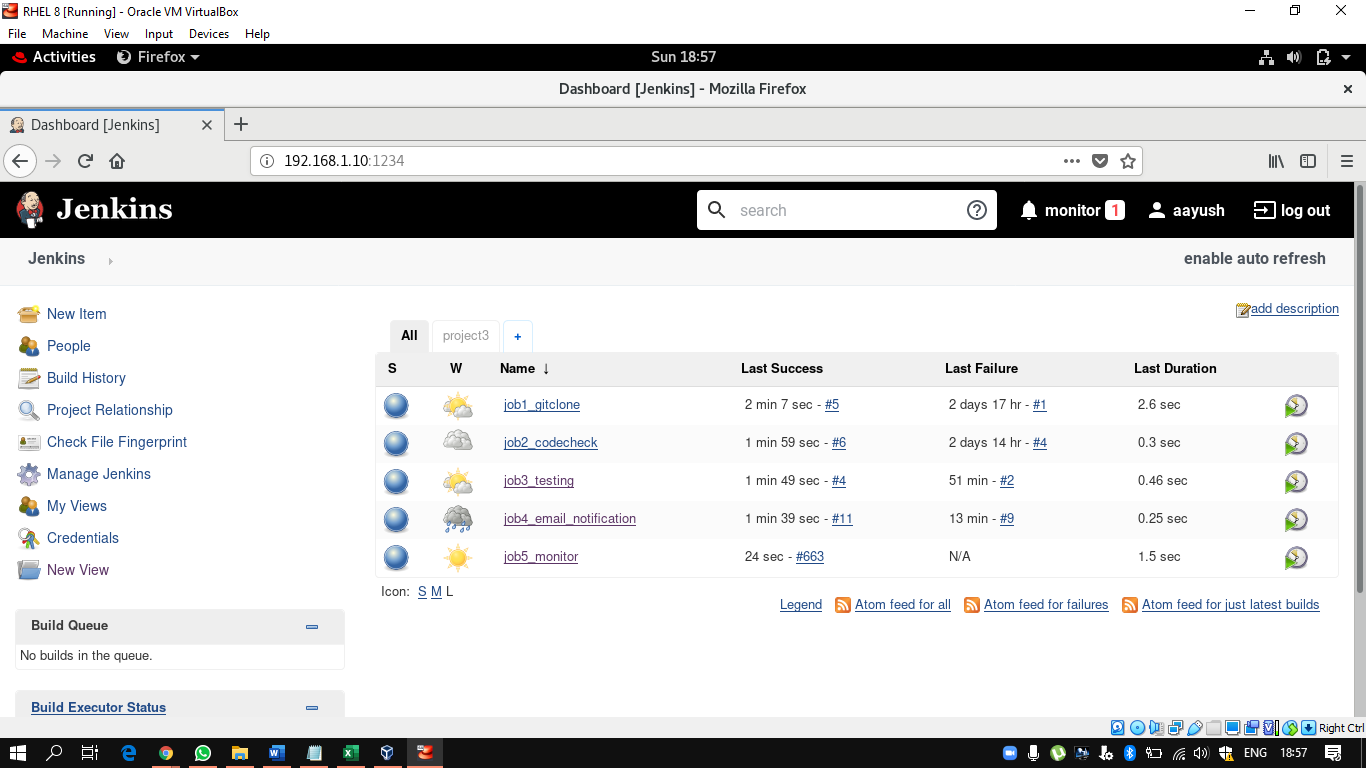 RHEL 8 [Running] - Oracle VM VirtualBox
File Machine View Input Devices Help
Activities Firefox Sun 18:57
Dashboard [Jenkins] - Mozilla Firefox
Dashboard [Jenkins]
192.168.1.10:1234
Jenkins search monitor 1 aayush log out
Jenkins enable auto refresh
add description
New Item
People
Build History
Project Relationship
Check File Fingerprint
Manage Jenkins
My Views
Credentials
New View
Build Queue
No builds in the queue.
Build Executor Status
All project3 +
S W Name ↓ Last Success Last Failure Last Duration
job1_gitclone 2 min 7 sec - #5 2 days 17 hr - #1 2.6 sec
job2_codecheck 1 min 59 sec - #6 2 days 14 hr - #4 0.3 sec
job3_testing 1 min 49 sec - #4 51 min - #2 0.46 sec
job4_email_notification 1 min 39 sec - #11 13 min - #9 0.25 sec
job5_monitor 24 sec - #663 N/A 1.5 sec
Icon: S M L
Legend Atom feed for all Atom feed for failures Atom feed for just latest builds
Right Ctrl
ENG 18:57